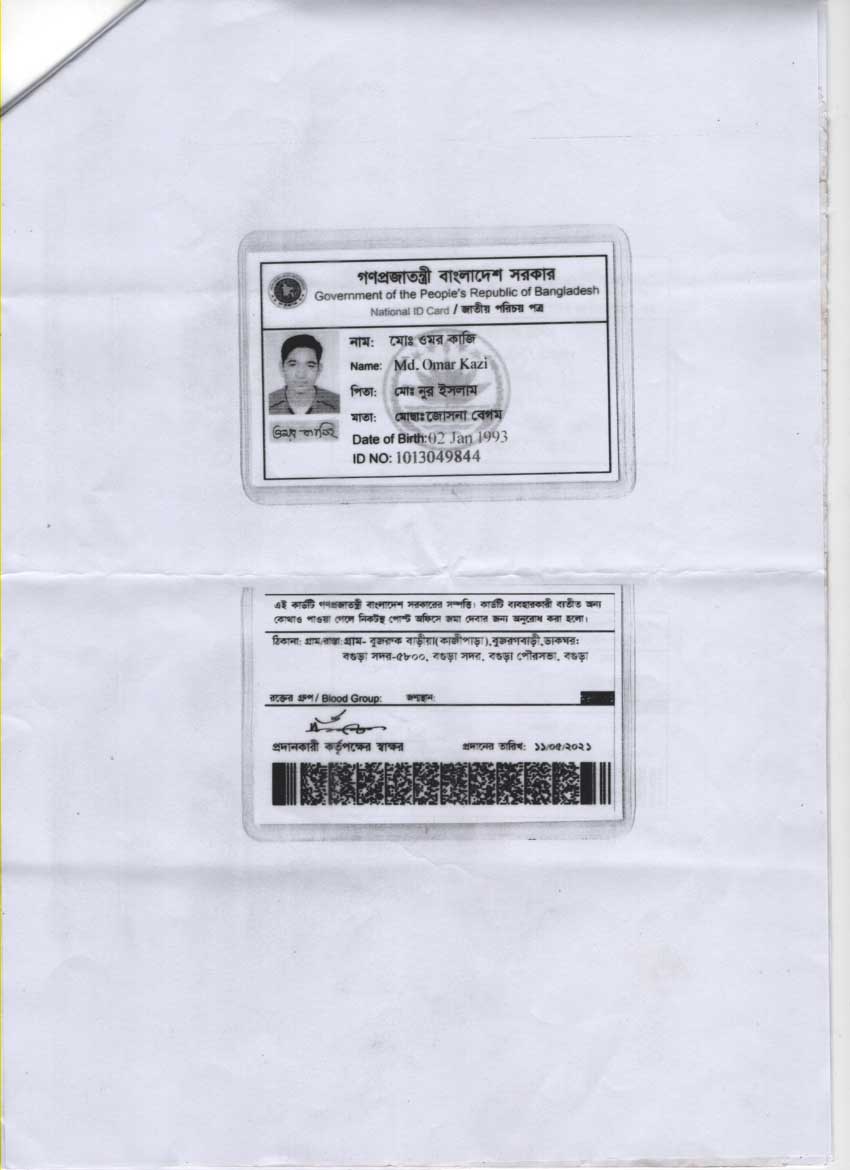 গণপ্রজাতন্ত্রী বাংলাদেশ সরকার
Government of the People's Republic of Bangladesh
National ID Card / জাতীয় পরিচয় পত্র
নাম: মোঃ ওমর কাজি
Name: Md. Omar Kazi
পিতা: মোঃ নুর ইসলাম
মাতা: মোছাঃ জোসনা বেগম
ওমর কাজি
Date of Birth: 02 Jan 1993
ID NO: 1013049844
এই কার্ডটি গণপ্রজাতন্ত্রী বাংলাদেশ সরকারের সম্পত্তি। কার্ডটি ব্যবহারকারী ব্যতীত অন্য
কোথাও পাওয়া গেলে নিকটস্থ পোস্ট অফিসে জমা দেবার জন্য অনুরোধ করা হলো।
ঠিকানা: গ্রাম/রাস্তা: গ্রাম- বুজরুক বাড়ীয়া(কাজীপাড়া), বুজরগবাড়ী, ডাকঘর:
বগুড়া সদর-৫৮০০, বগুড়া সদর, বগুড়া পৌরসভা, বগুড়া
রক্তের গ্রুপ / Blood Group: জন্মস্থান:
প্রদানকারী কর্তৃপক্ষের স্বাক্ষর প্রদানের তারিখ: ১১/০৫/২০২১